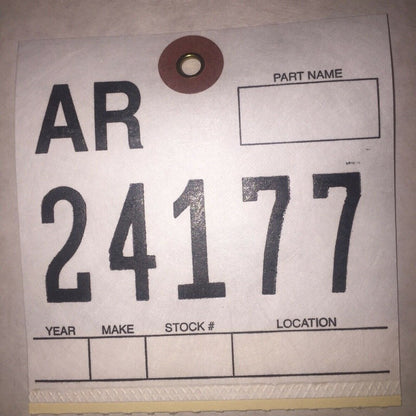 AR
PART NAME
24177
YEAR MAKE STOCK # LOCATION